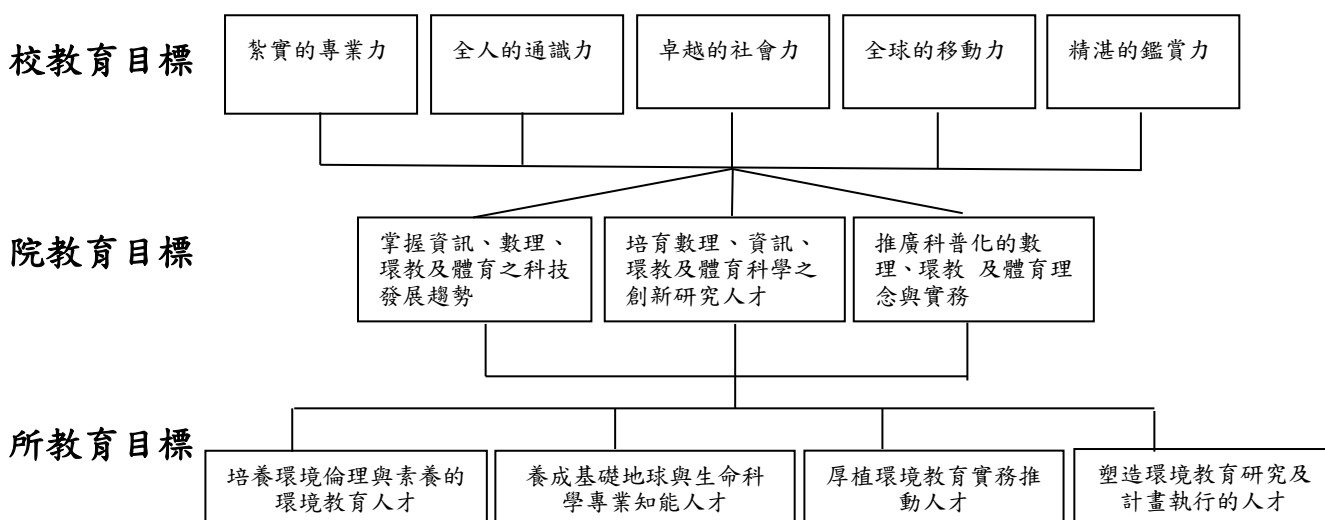 校教育目標
紮實的專業力
全人的通識力
卓越的社會力
全球的移動力
精湛的鑑賞力
院教育目標
掌握資訊、數理、
環教及體育之科技
發展趨勢
培育數理、資訊、
環教及體育科學之
創新研究人才
推廣科普化的數
理、環教 及體育理
念與實務
所教育目標
培養環境倫理與素養的
環境教育人才
養成基礎地球與生命科
學專業知能人才
厚植環境教育實務推
動人才
塑造環境教育研究及
計畫執行的人才